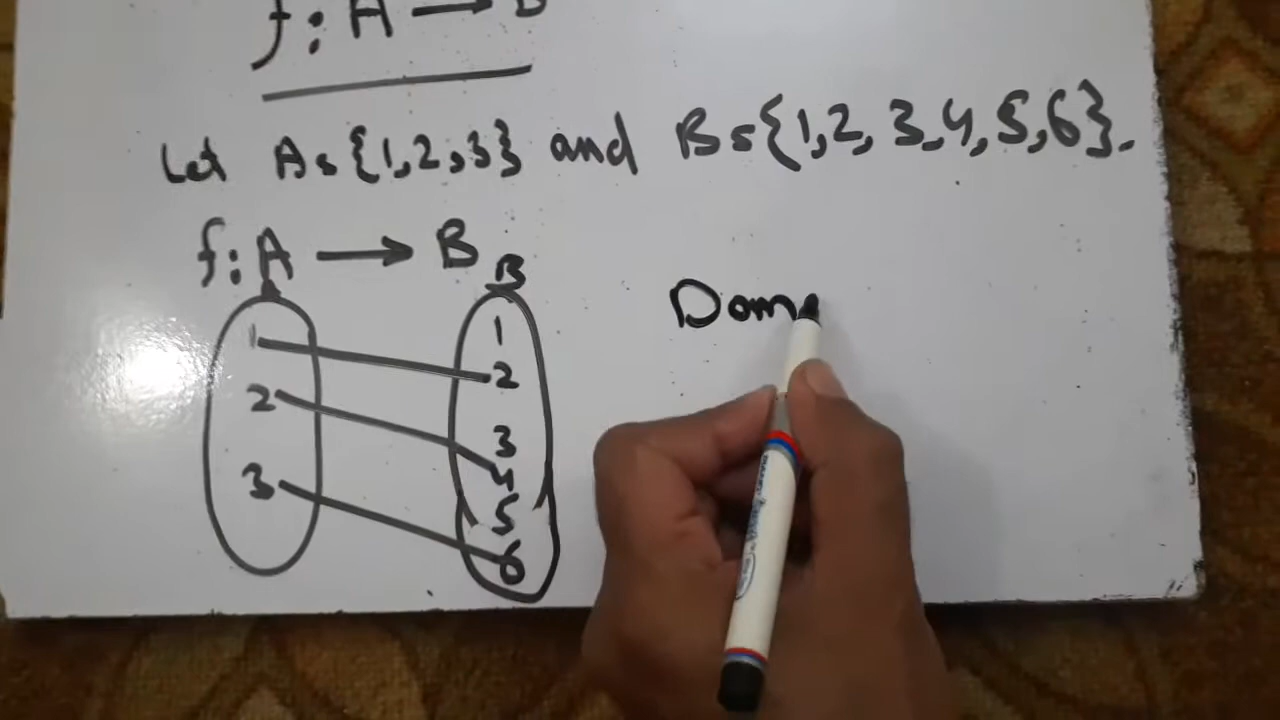 f : A → B
Let A = {1,2,3} and B = {1,2,3,4,5,6}.
f : A → B
A B
1 1
2 2
3 3
4
5
6
Doma